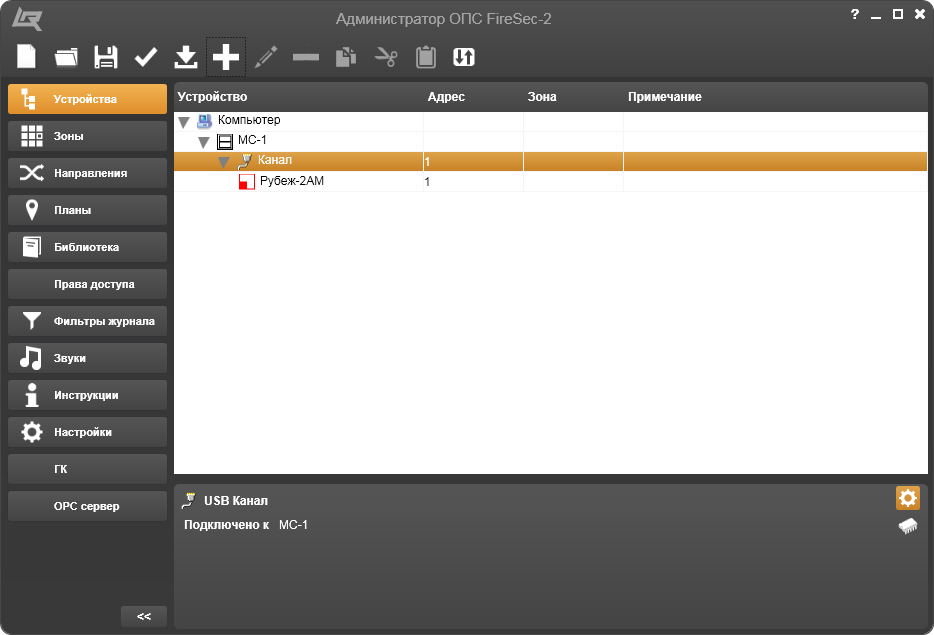 Администратор ОПС FireSec-2
?
Устройства
Зоны
Направления
Планы
Библиотека
Права доступа
Фильтры журнала
Звуки
Инструкции
Настройки
ГК
OPC сервер
<<
Устройство Адрес Зона Примечание
Компьютер
МС-1
Канал 1
Рубеж-2АМ 1
USB Канал
Подключено к МС-1